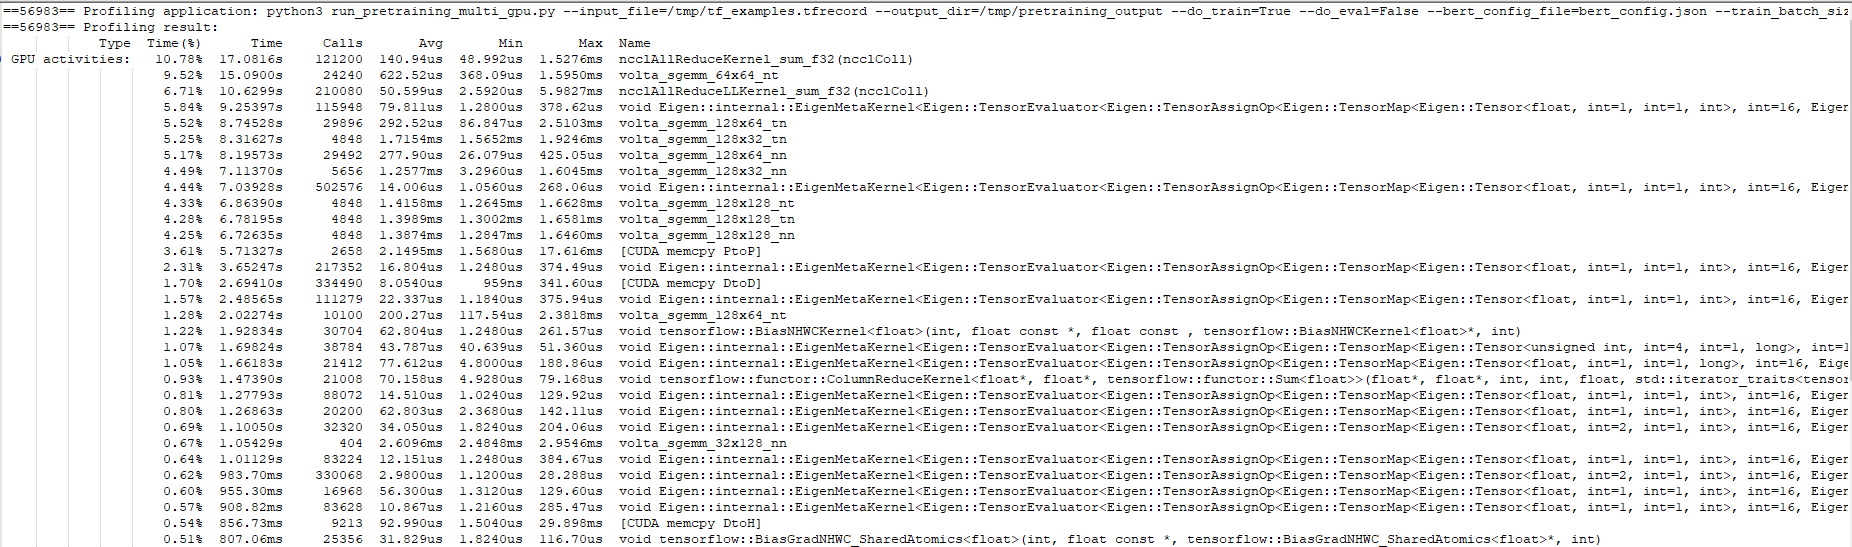 ==56983== Profiling application: python3 run_pretraining_multi_gpu.py --input_file=/tmp/tf_examples.tfrecord --output_dir=/tmp/pretraining_output --do_train=True --do_eval=False --bert_config_file=bert_config.json --train_batch_siz
==56983== Profiling result:
Type Time(%) Time Calls Avg Min Max Name
GPU activities: 10.78% 17.0816s 121200 140.94us 48.992us 1.5276ms ncclAllReduceKernel_sum_f32(ncclColl)
9.52% 15.0900s 24240 622.52us 368.09us 1.5950ms volta_sgemm_64x64_nt
6.71% 10.6299s 210080 50.599us 2.5920us 5.9827ms ncclAllReduceLLKernel_sum_f32(ncclColl)
5.84% 9.25397s 115948 79.811us 1.2800us 378.62us void Eigen::internal::EigenMetaKernel<Eigen::TensorEvaluator<Eigen::TensorAssignOp<Eigen::TensorMap<Eigen::Tensor<float, int=1, int=1, int>, int=16, Eigen
5.52% 8.74528s 29896 292.52us 86.847us 2.5103ms volta_sgemm_128x64_tn
5.25% 8.31627s 4848 1.7154ms 1.5652ms 1.9246ms volta_sgemm_128x32_tn
5.17% 8.19573s 29492 277.90us 26.079us 425.05us volta_sgemm_128x64_nn
4.49% 7.11370s 5656 1.2577ms 3.2960us 1.6045ms volta_sgemm_128x32_nn
4.44% 7.03928s 502576 14.006us 1.0560us 268.06us void Eigen::internal::EigenMetaKernel<Eigen::TensorEvaluator<Eigen::TensorAssignOp<Eigen::TensorMap<Eigen::Tensor<float, int=1, int=1, int>, int=16, Eigen
4.33% 6.86390s 4848 1.4158ms 1.2645ms 1.6628ms volta_sgemm_128x128_nt
4.28% 6.78195s 4848 1.3989ms 1.3002ms 1.6581ms volta_sgemm_128x128_tn
4.25% 6.72635s 4848 1.3874ms 1.2847ms 1.6460ms volta_sgemm_128x128_nn
3.61% 5.71327s 2658 2.1495ms 1.5680us 17.616ms [CUDA memcpy PtoP]
2.31% 3.65247s 217352 16.804us 1.2480us 374.49us void Eigen::internal::EigenMetaKernel<Eigen::TensorEvaluator<Eigen::TensorAssignOp<Eigen::TensorMap<Eigen::Tensor<float, int=1, int=1, int>, int=16, Eigen
1.70% 2.69410s 334490 8.0540us 959ns 341.60us [CUDA memcpy DtoD]
1.57% 2.48565s 111279 22.337us 1.1840us 375.94us void Eigen::internal::EigenMetaKernel<Eigen::TensorEvaluator<Eigen::TensorAssignOp<Eigen::TensorMap<Eigen::Tensor<float, int=1, int=1, int>, int=16, Eigen
1.28% 2.02274s 10100 200.27us 117.54us 2.3818ms volta_sgemm_128x64_nt
1.22% 1.92834s 30704 62.804us 1.2480us 261.57us void tensorflow::BiasNHWCKernel<float>(int, float const *, float const , tensorflow::BiasNHWCKernel<float>*, int)
1.07% 1.69824s 38784 43.787us 40.639us 51.360us void Eigen::internal::EigenMetaKernel<Eigen::TensorEvaluator<Eigen::TensorAssignOp<Eigen::TensorMap<Eigen::Tensor<unsigned int, int=4, int=1, long>, int=1
1.05% 1.66183s 21412 77.612us 4.8000us 188.86us void Eigen::internal::EigenMetaKernel<Eigen::TensorEvaluator<Eigen::TensorAssignOp<Eigen::TensorMap<Eigen::Tensor<float, int=1, int=1, long>, int=16, Eige
0.93% 1.47390s 21008 70.158us 4.9280us 79.168us void tensorflow::functor::ColumnReduceKernel<float*, float*, tensorflow::functor::Sum<float>>(float*, float*, int, int, float, std::iterator_traits<tensor
0.81% 1.27793s 88072 14.510us 1.0240us 129.92us void Eigen::internal::EigenMetaKernel<Eigen::TensorEvaluator<Eigen::TensorAssignOp<Eigen::TensorMap<Eigen::Tensor<float, int=1, int=1, int>, int=16, Eigen
0.80% 1.26863s 20200 62.803us 2.3680us 142.11us void Eigen::internal::EigenMetaKernel<Eigen::TensorEvaluator<Eigen::TensorAssignOp<Eigen::TensorMap<Eigen::Tensor<float, int=1, int=1, int>, int=16, Eigen
0.69% 1.10050s 32320 34.050us 1.8240us 204.06us void Eigen::internal::EigenMetaKernel<Eigen::TensorEvaluator<Eigen::TensorAssignOp<Eigen::TensorMap<Eigen::Tensor<float, int=2, int=1, int>, int=16, Eigen
0.67% 1.05429s 404 2.6096ms 2.4848ms 2.9546ms volta_sgemm_32x128_nn
0.64% 1.01129s 83224 12.151us 1.2480us 384.67us void Eigen::internal::EigenMetaKernel<Eigen::TensorEvaluator<Eigen::TensorAssignOp<Eigen::TensorMap<Eigen::Tensor<float, int=1, int=1, int>, int=16, Eigen
0.62% 983.70ms 330068 2.9800us 1.1200us 28.288us void Eigen::internal::EigenMetaKernel<Eigen::TensorEvaluator<Eigen::TensorAssignOp<Eigen::TensorMap<Eigen::Tensor<float, int=2, int=1, int>, int=16, Eigen
0.60% 955.30ms 16968 56.300us 1.3120us 129.60us void Eigen::internal::EigenMetaKernel<Eigen::TensorEvaluator<Eigen::TensorAssignOp<Eigen::TensorMap<Eigen::Tensor<float, int=1, int=1, int>, int=16, Eigen
0.57% 908.82ms 83628 10.867us 1.2160us 285.47us void Eigen::internal::EigenMetaKernel<Eigen::TensorEvaluator<Eigen::TensorAssignOp<Eigen::TensorMap<Eigen::Tensor<float, int=1, int=1, int>, int=16, Eigen
0.54% 856.73ms 9213 92.990us 1.5040us 29.898ms [CUDA memcpy DtoH]
0.51% 807.06ms 25356 31.829us 1.8240us 116.70us void tensorflow::BiasGradNHWC_SharedAtomics<float>(int, float const *, tensorflow::BiasGradNHWC_SharedAtomics<float>*, int)